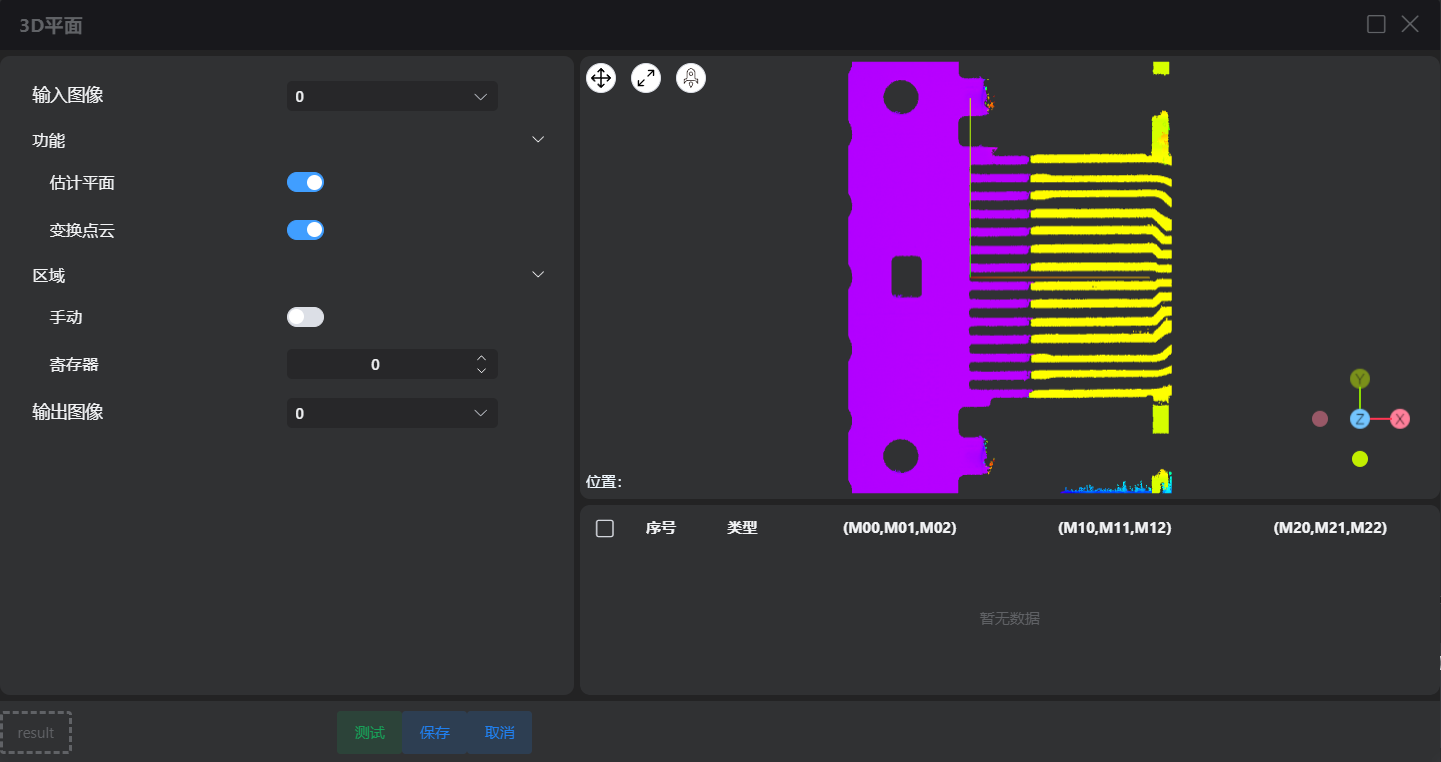 3D平面
输入图像 0
功能
估计平面
变换点云
区域
手动
寄存器 0
输出图像 0
位置:
Y
Z X
序号 类型 (M00,M01,M02) (M10,M11,M12) (M20,M21,M22)
暂无数据
result 测试 保存 取消